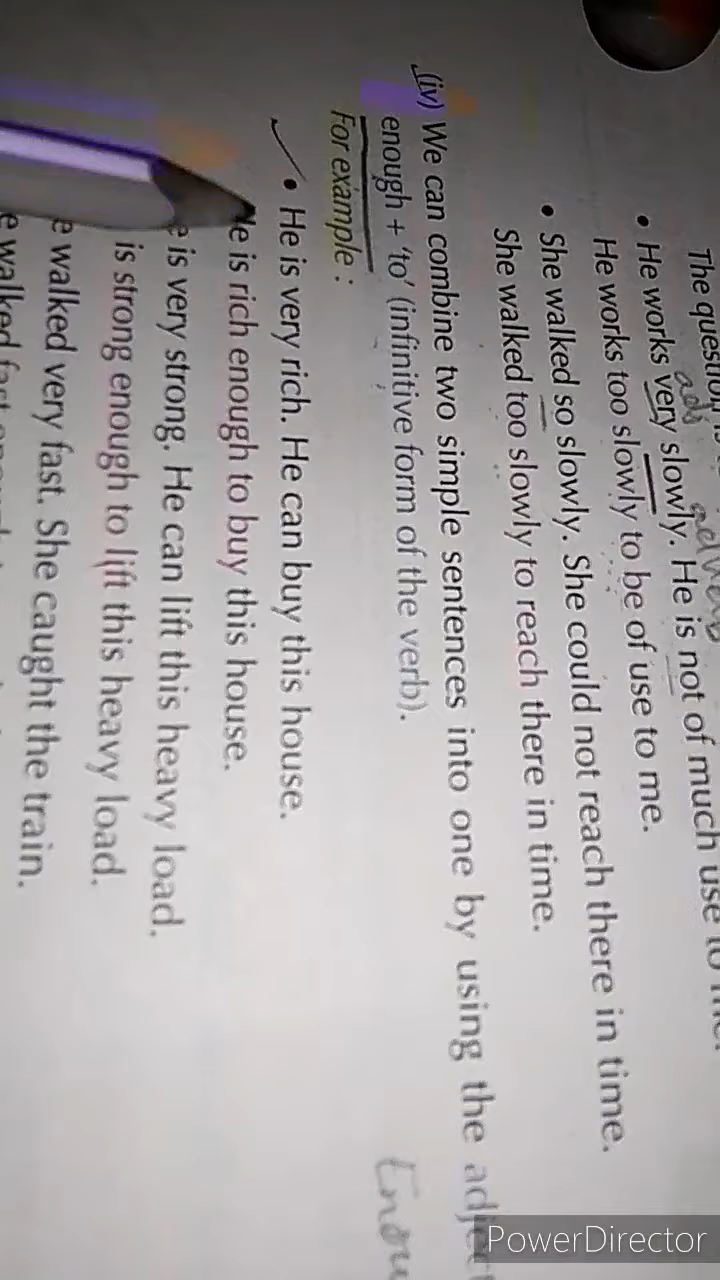 The question is
• He works very slowly. He is not of much use to me.
He works too slowly to be of use to me.
• She walked so slowly. She could not reach there in time.
She walked too slowly to reach there in time.
(iv) We can combine two simple sentences into one by using the
enough + 'to' (infinitive form of the verb).
For example :
• He is very rich. He can buy this house.
He is rich enough to buy this house.
e is very strong. He can lift this heavy load.
is strong enough to lift this heavy load.
e walked very fast. She caught the train.
e walked fast
PowerDirector